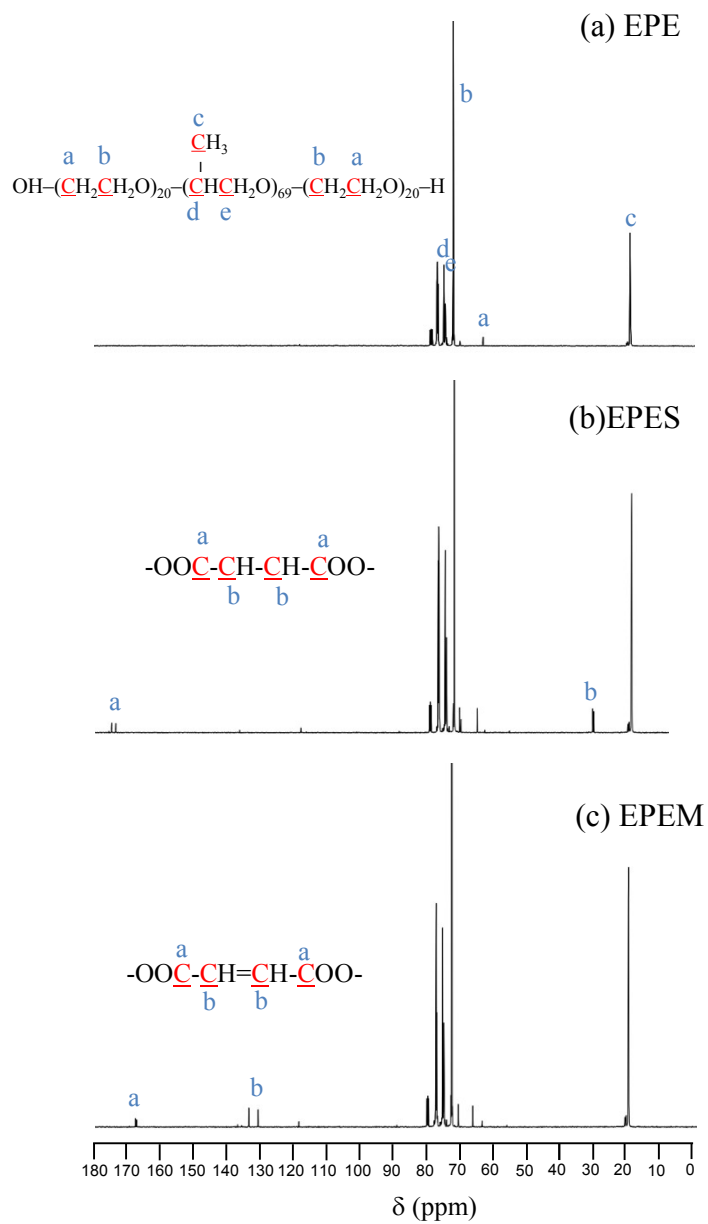 (a) EPE
b
c
CH₃
a b b a
OH–(CH₂CH₂O)₂₀–(CHCH₂O)₆₉–(CH₂CH₂O)₂₀–H
d e
d
e
a
c
(b)EPES
a a
-OOC-CH-CH-COO-
b b
a
b
(c) EPEM
a a
-OOC-CH=CH-COO-
b b
a
b
180 170 160 150 140 130 120 110 100 90 80 70 60 50 40 30 20 10 0
δ (ppm)